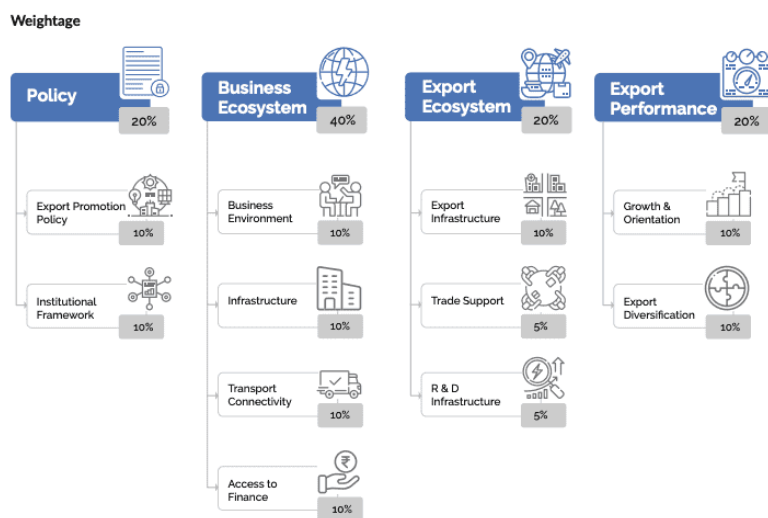 Weightage
Policy
20%
Export Promotion
Policy
10%
Institutional
Framework
10%
Business
Ecosystem
40%
Business
Environment
10%
Infrastructure
10%
Transport
Connectivity
10%
Access to
Finance
₹
10%
Export
Ecosystem
20%
Export
Infrastructure
10%
Trade Support
5%
R & D
Infrastructure
5%
Export
Performance
20%
Growth &
Orientation
10%
Export
Diversification
10%